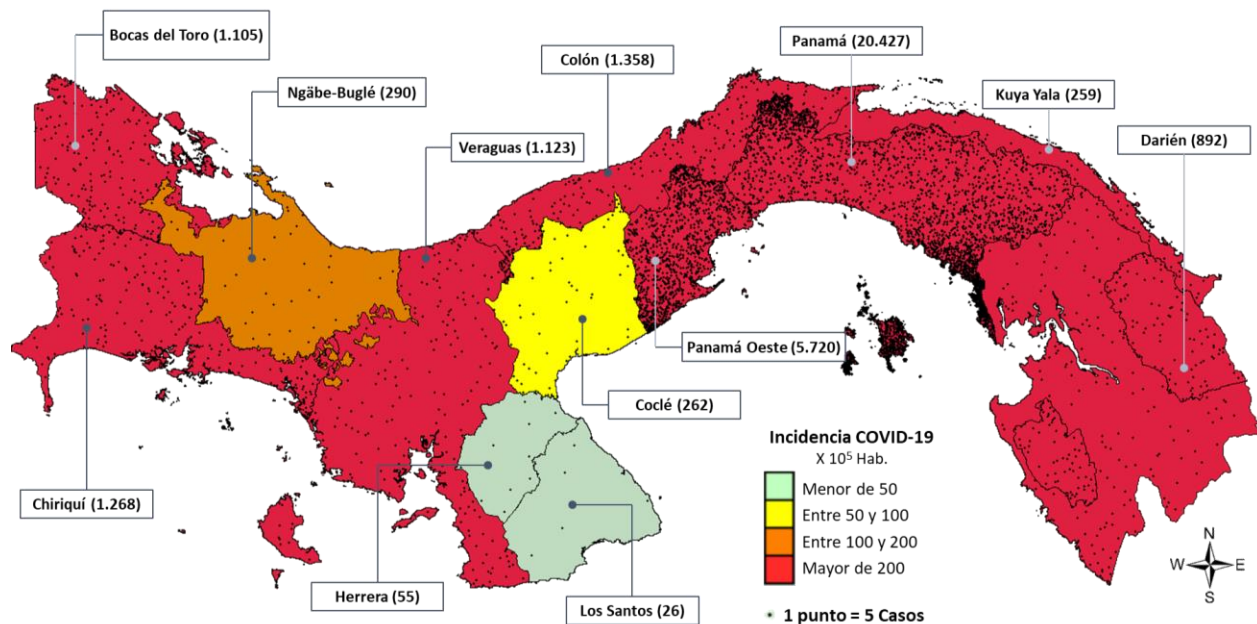 Bocas del Toro (1.105)
Ngäbe-Buglé (290)
Veraguas (1.123)
Colón (1.358)
Panamá (20.427)
Kuya Yala (259)
Darién (892)
Panamá Oeste (5.720)
Coclé (262)
Chiriquí (1.268)
Herrera (55)
Los Santos (26)
Incidencia COVID-19
X 10⁵ Hab.
Menor de 50
Entre 50 y 100
Entre 100 y 200
Mayor de 200
1 punto = 5 Casos
N
W E
S